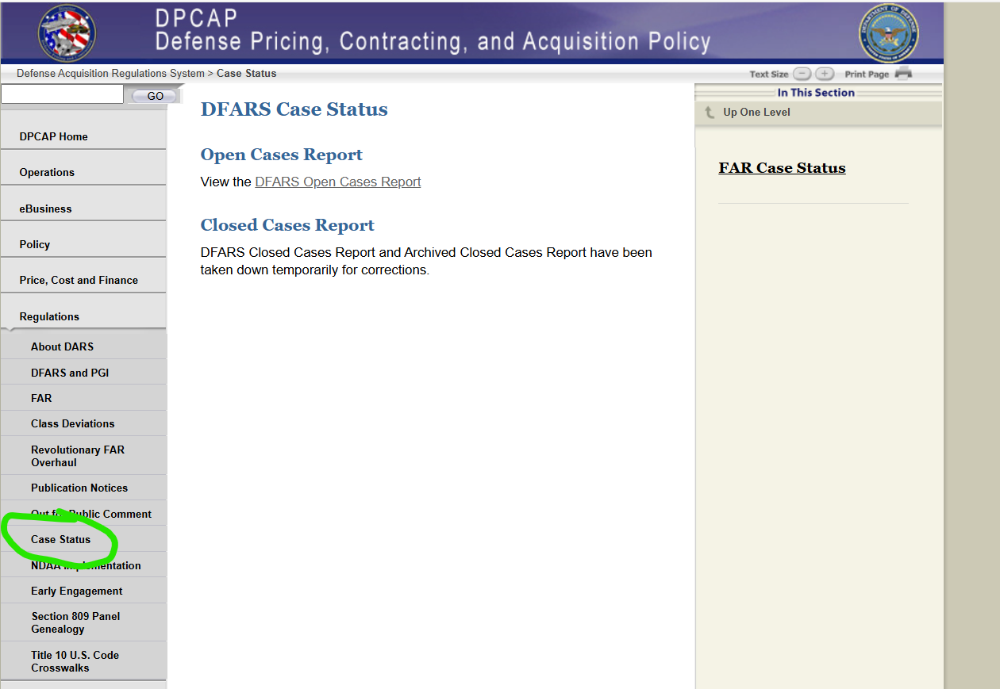 DPCAP
Defense Pricing, Contracting, and Acquisition Policy
Defense Acquisition Regulations System > Case Status
Text Size
Print Page
GO
DPCAP Home
Operations
eBusiness
Policy
Price, Cost and Finance
Regulations
About DARS
DFARS and PGI
FAR
Class Deviations
Revolutionary FAR
Overhaul
Publication Notices
Out for Public Comment
Case Status
NDAA Implementation
Early Engagement
Section 809 Panel
Genealogy
Title 10 U.S. Code
Crosswalks
DFARS Case Status
Open Cases Report
View the DFARS Open Cases Report
Closed Cases Report
DFARS Closed Cases Report and Archived Closed Cases Report have been
taken down temporarily for corrections.
In This Section
Up One Level
FAR Case Status